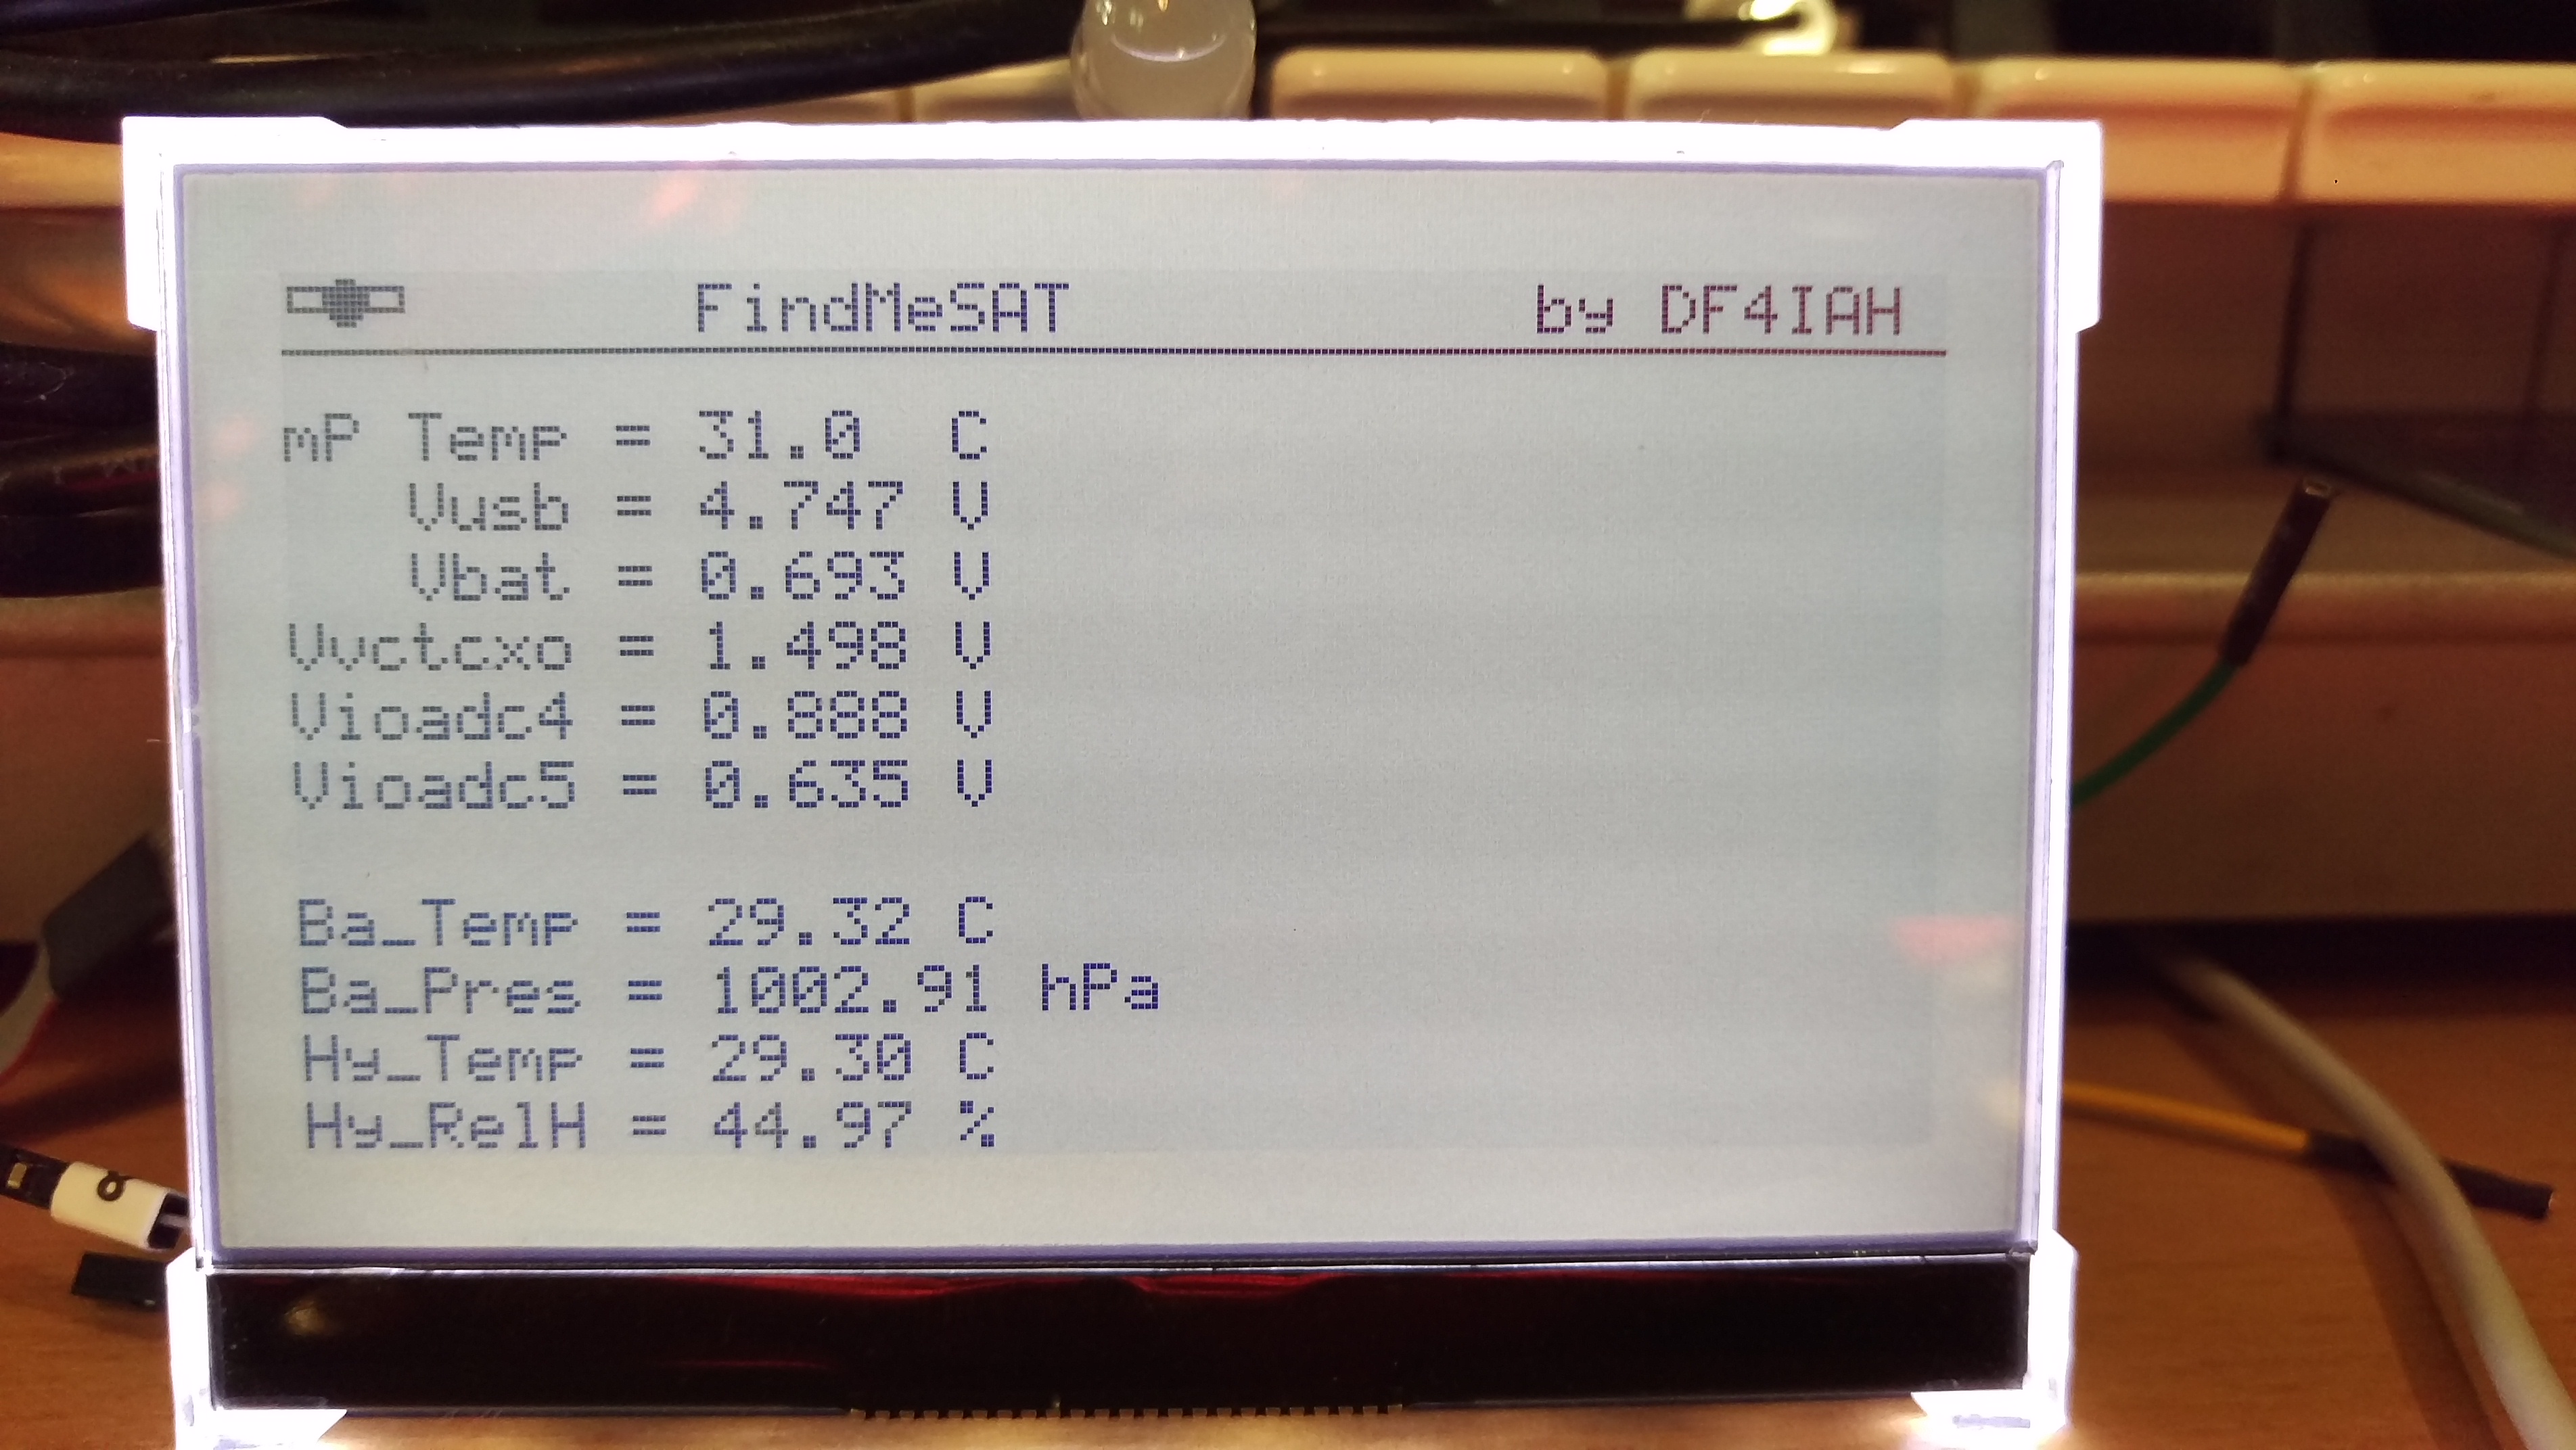 FindMeSAT by DF4IAH
mP Temp = 31.0 C
Vusb = 4.747 V
Vbat = 0.693 V
Vvctcxo = 1.498 V
Vioadc4 = 0.888 V
Vioadc5 = 0.635 V
Ba_Temp = 29.32 C
Ba_Pres = 1002.91 hPa
Hy_Temp = 29.30 C
Hy_RelH = 44.97 %
8